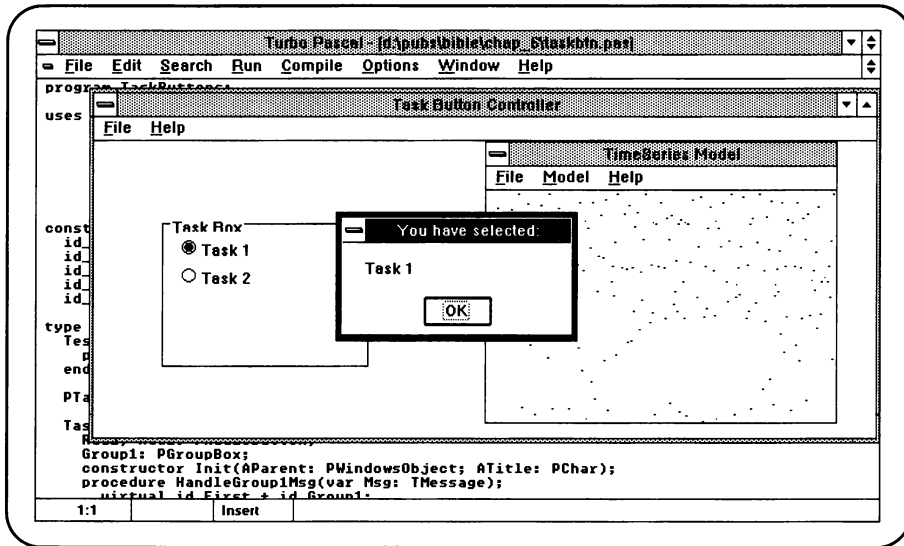 Turbo Pascal - [d:\pubs\bible\chap_6\taskbtn.pas]
File Edit Search Run Compile Options Window Help
program TaskButtons;
uses
Task Button Controller
File Help
TimeSeries Model
File Model Help
const
id_
id_
id_
id_
Task Box
Task 1
Task 2
You have selected:
Task 1
OK
type
Tes
p
end
PTa
Tas
Group1: PGroupBox;
constructor Init(AParent: PWindowsObject; ATitle: PChar);
procedure HandleGroup1Msg(var Msg: TMessage);
virtual id_First + id_Group1;
1:1 Insert